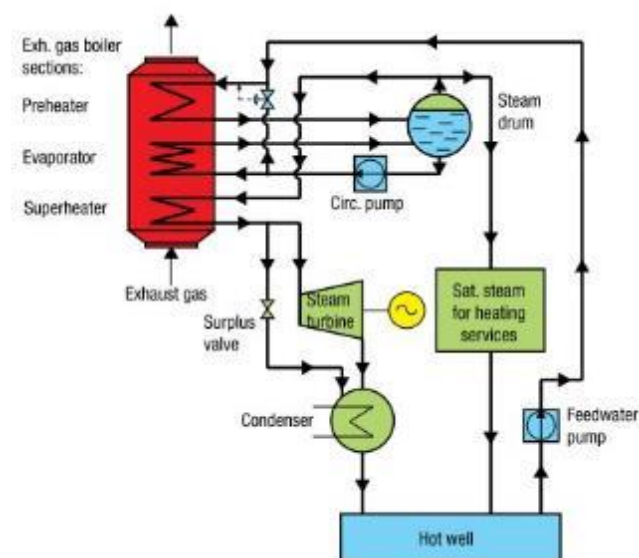 Exh. gas boiler
sections:
Preheater
Evaporator
Superheater
Exhaust gas
Steam
drum
Circ. pump
Surplus
valve
Steam
turbine
Sat. steam
for heating
services
Condenser
Feedwater
pump
Hot well